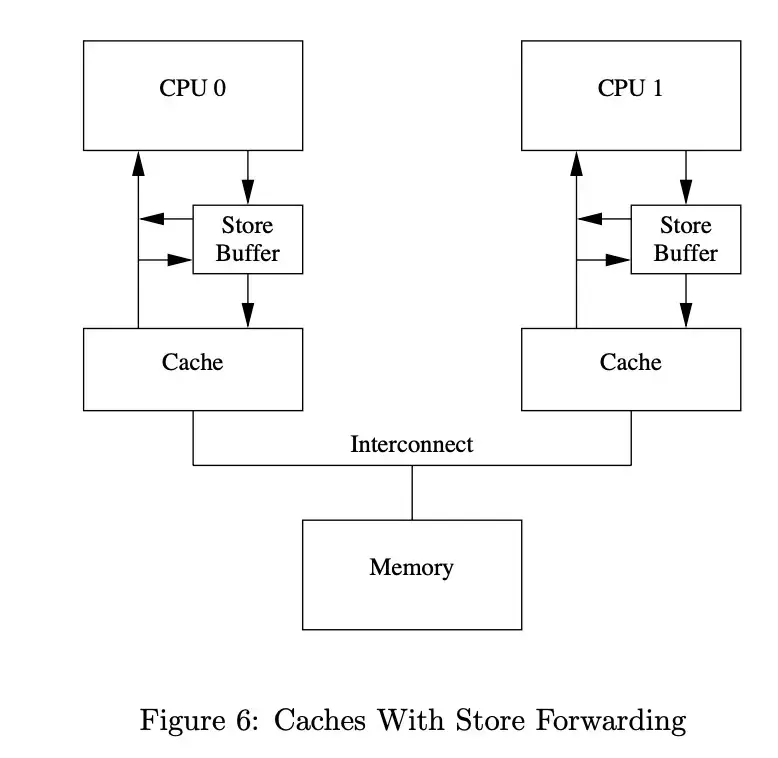 CPU 0
CPU 1
Store
Buffer
Store
Buffer
Cache
Cache
Interconnect
Memory
Figure 6: Caches With Store Forwarding